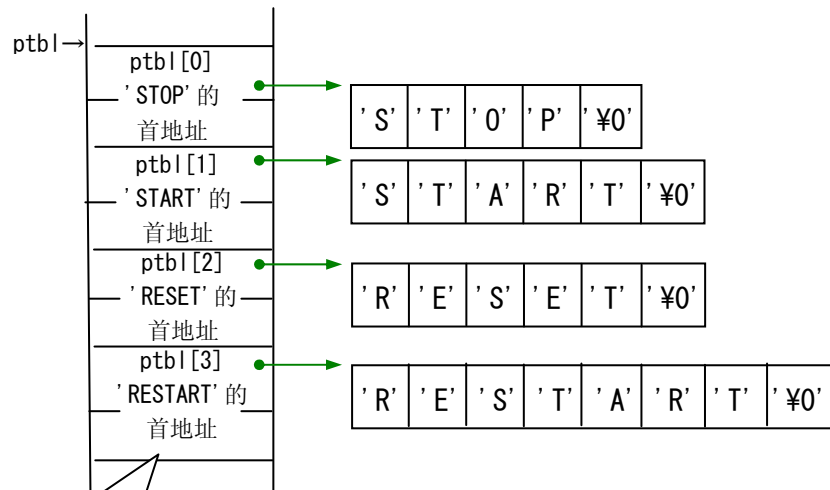 ptbl→
ptbl[0]
'STOP'的
首地址
'S' 'T' 'O' 'P' '¥0'
ptbl[1]
'START'的
首地址
'S' 'T' 'A' 'R' 'T' '¥0'
ptbl[2]
'RESET'的
首地址
'R' 'E' 'S' 'E' 'T' '¥0'
ptbl[3]
'RESTART'的
首地址
'R' 'E' 'S' 'T' 'A' 'R' 'T' '¥0'